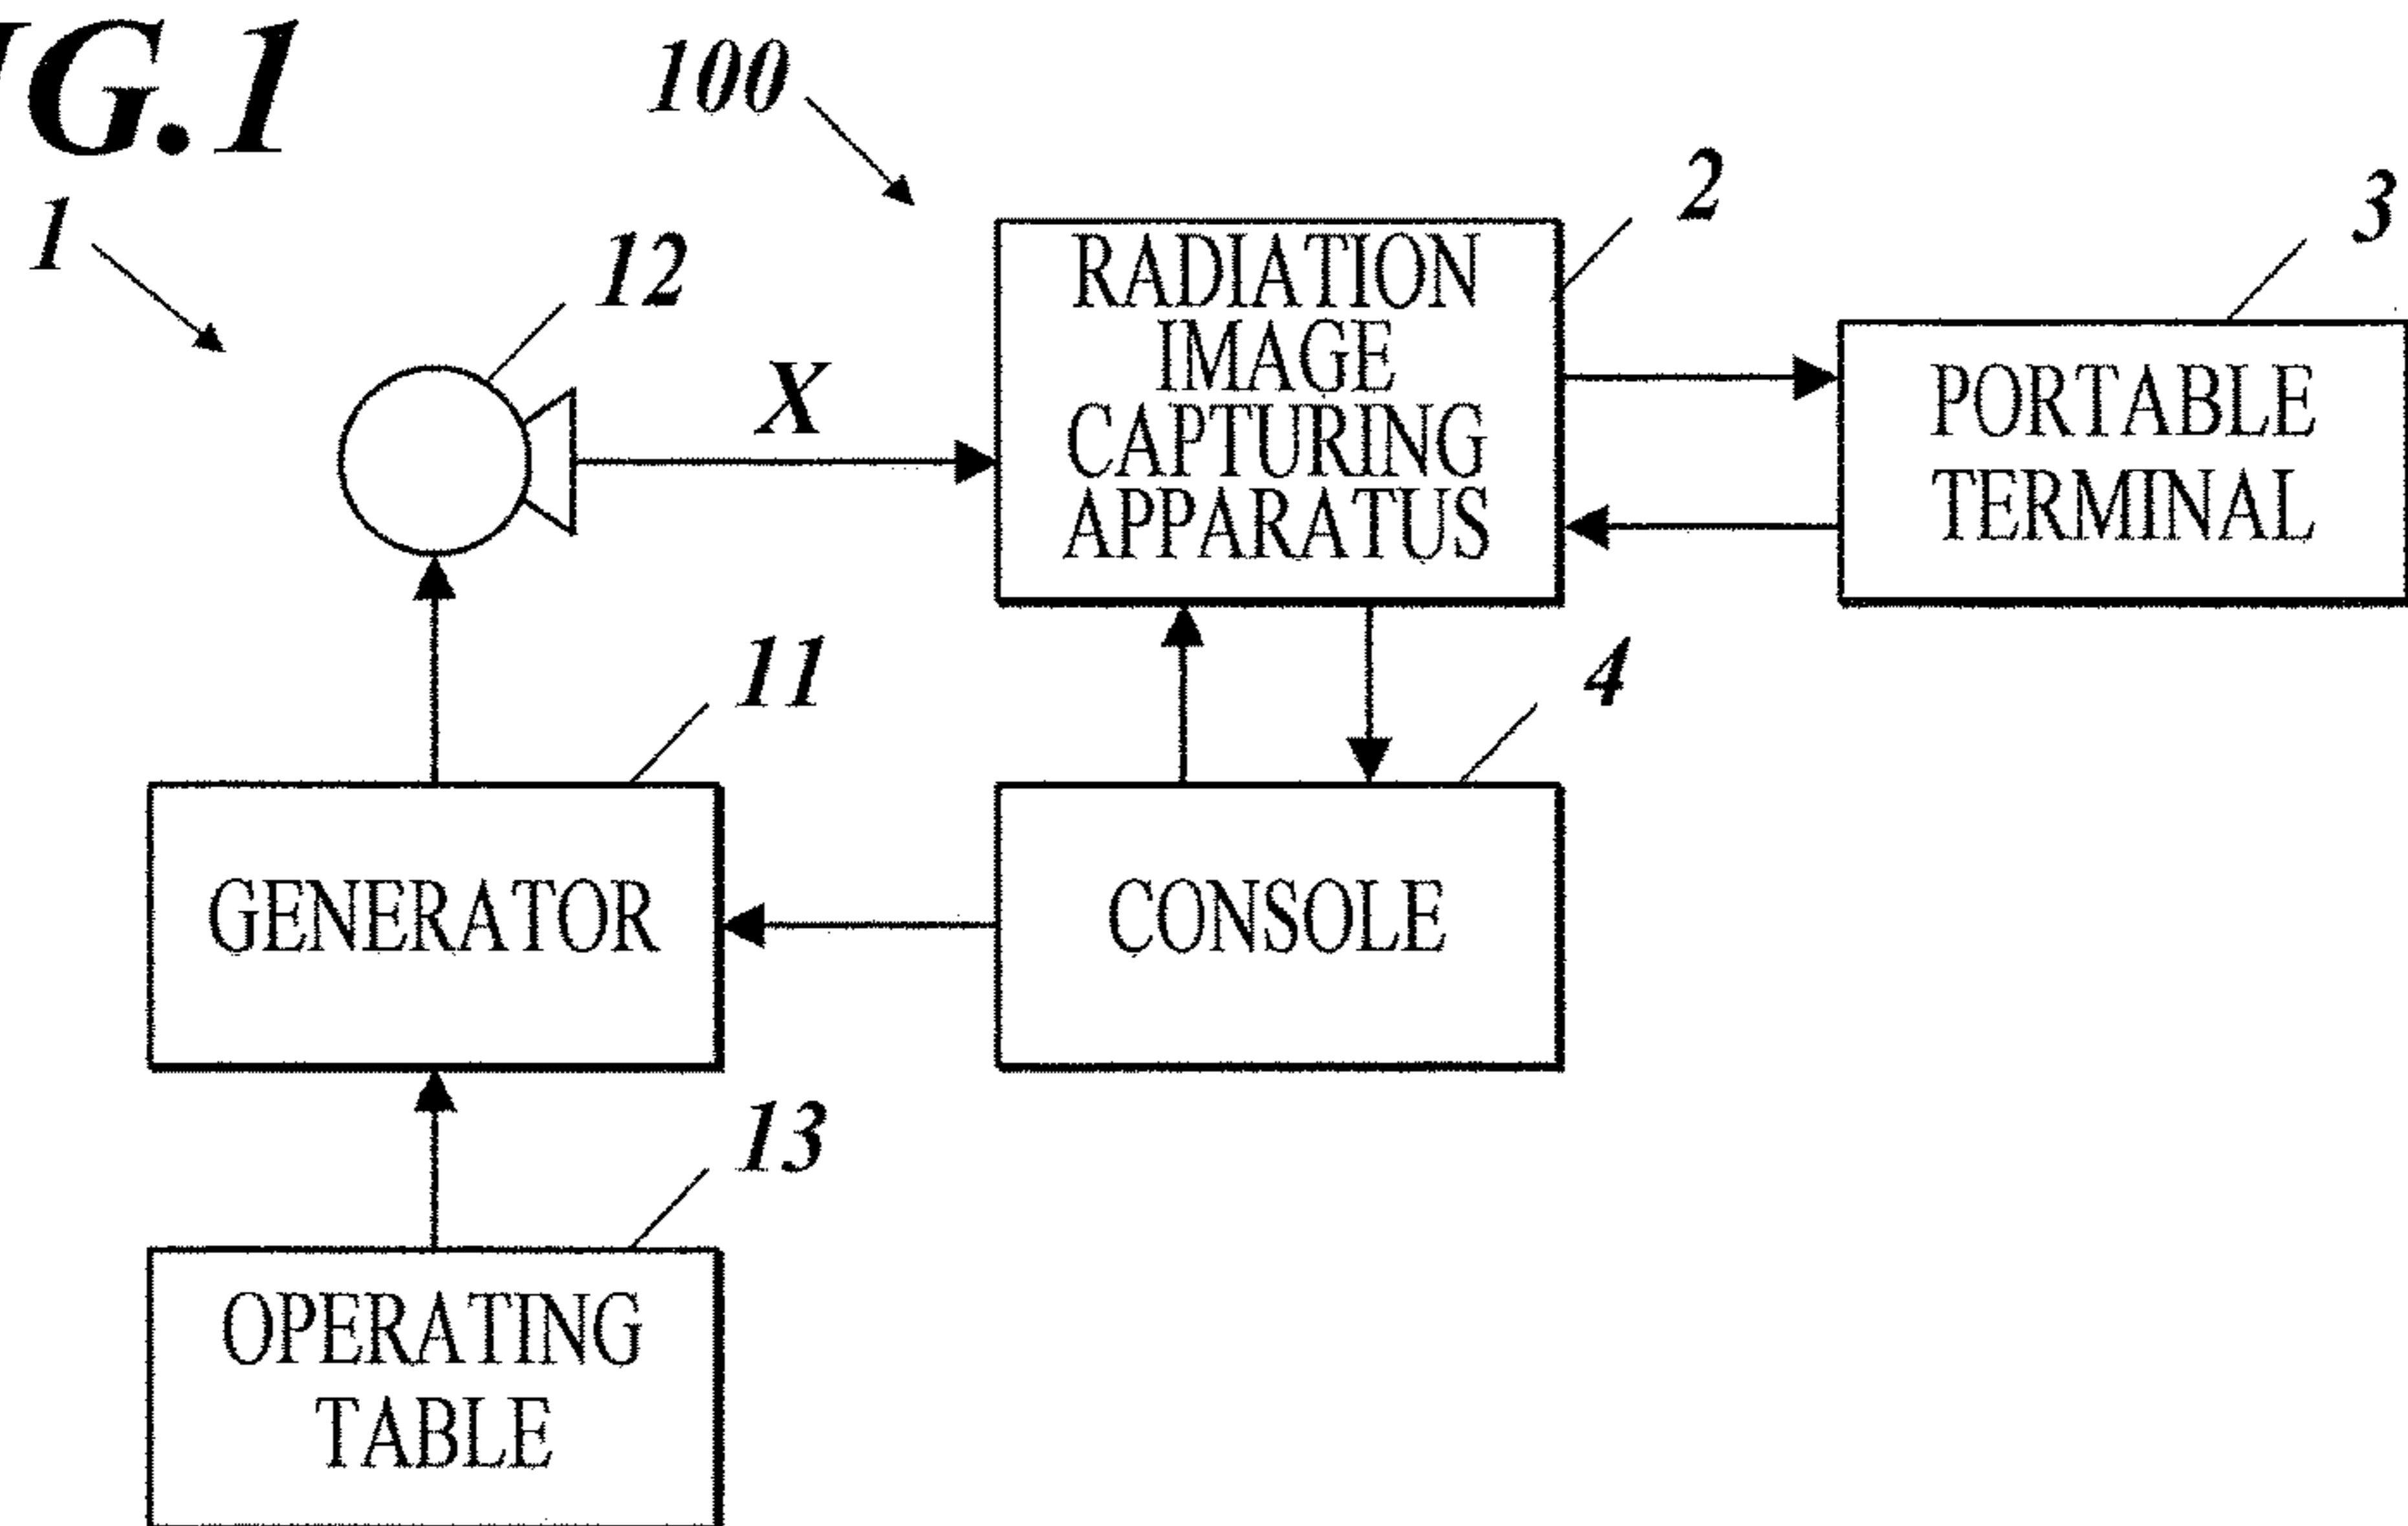 IG.1
100
1
12
2
3
X
RADIATION
IMAGE
CAPTURING
APPARATUS
PORTABLE
TERMINAL
11
4
GENERATOR
CONSOLE
13
OPERATING
TABLE